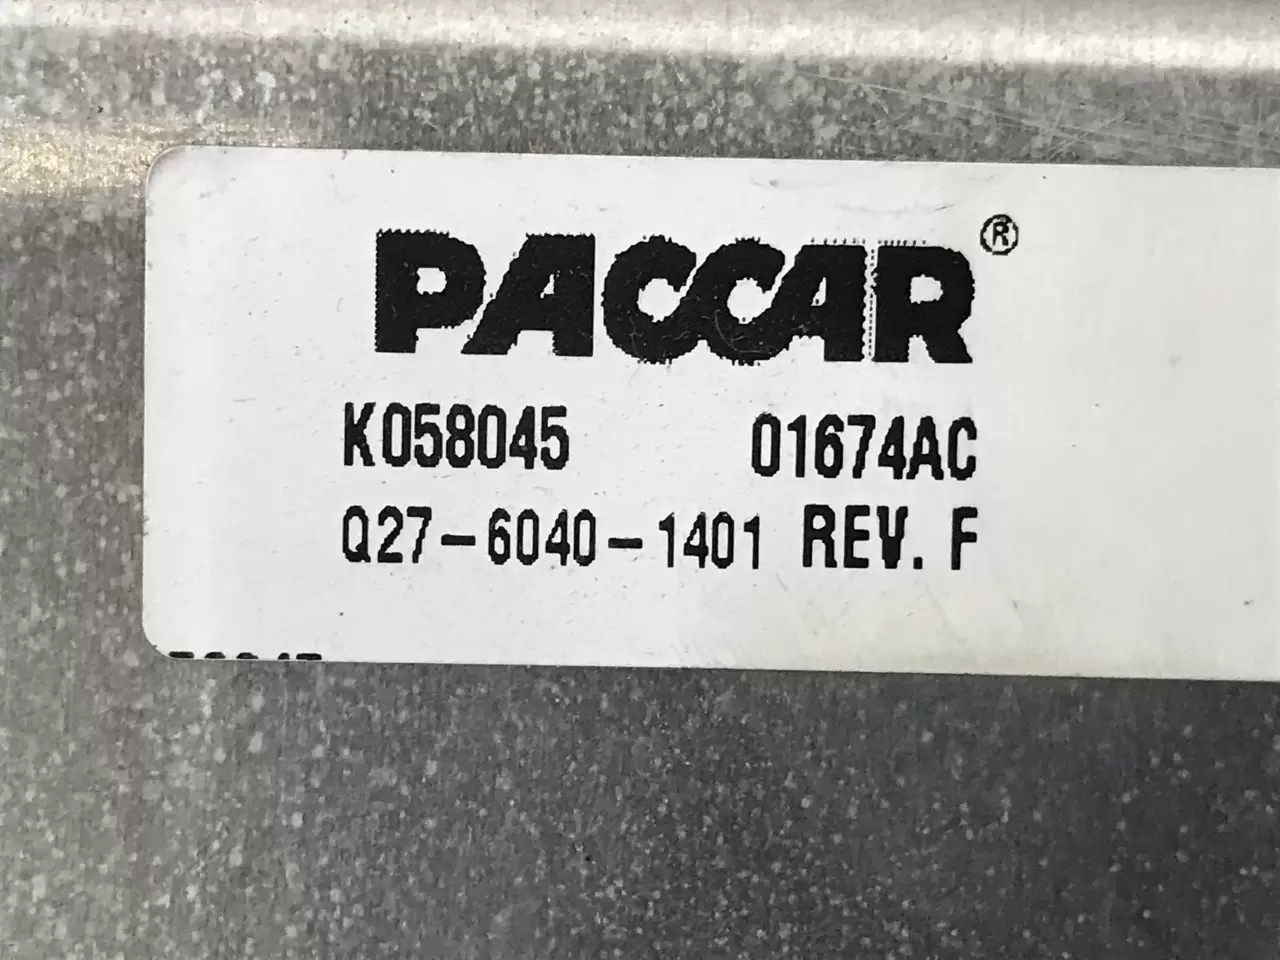 PACCAR®
K058045 01674AC
Q27-6040-1401 REV. F